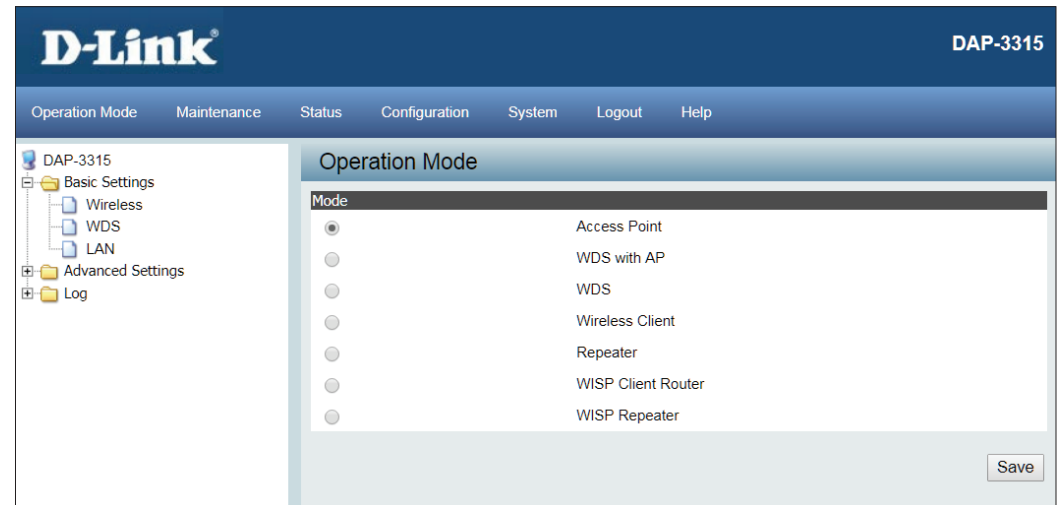 D-Link®
DAP-3315
Operation Mode Maintenance Status Configuration System Logout Help
DAP-3315
Basic Settings
Wireless
WDS
LAN
Advanced Settings
Log
Operation Mode
Mode
Access Point
WDS with AP
WDS
Wireless Client
Repeater
WISP Client Router
WISP Repeater
Save